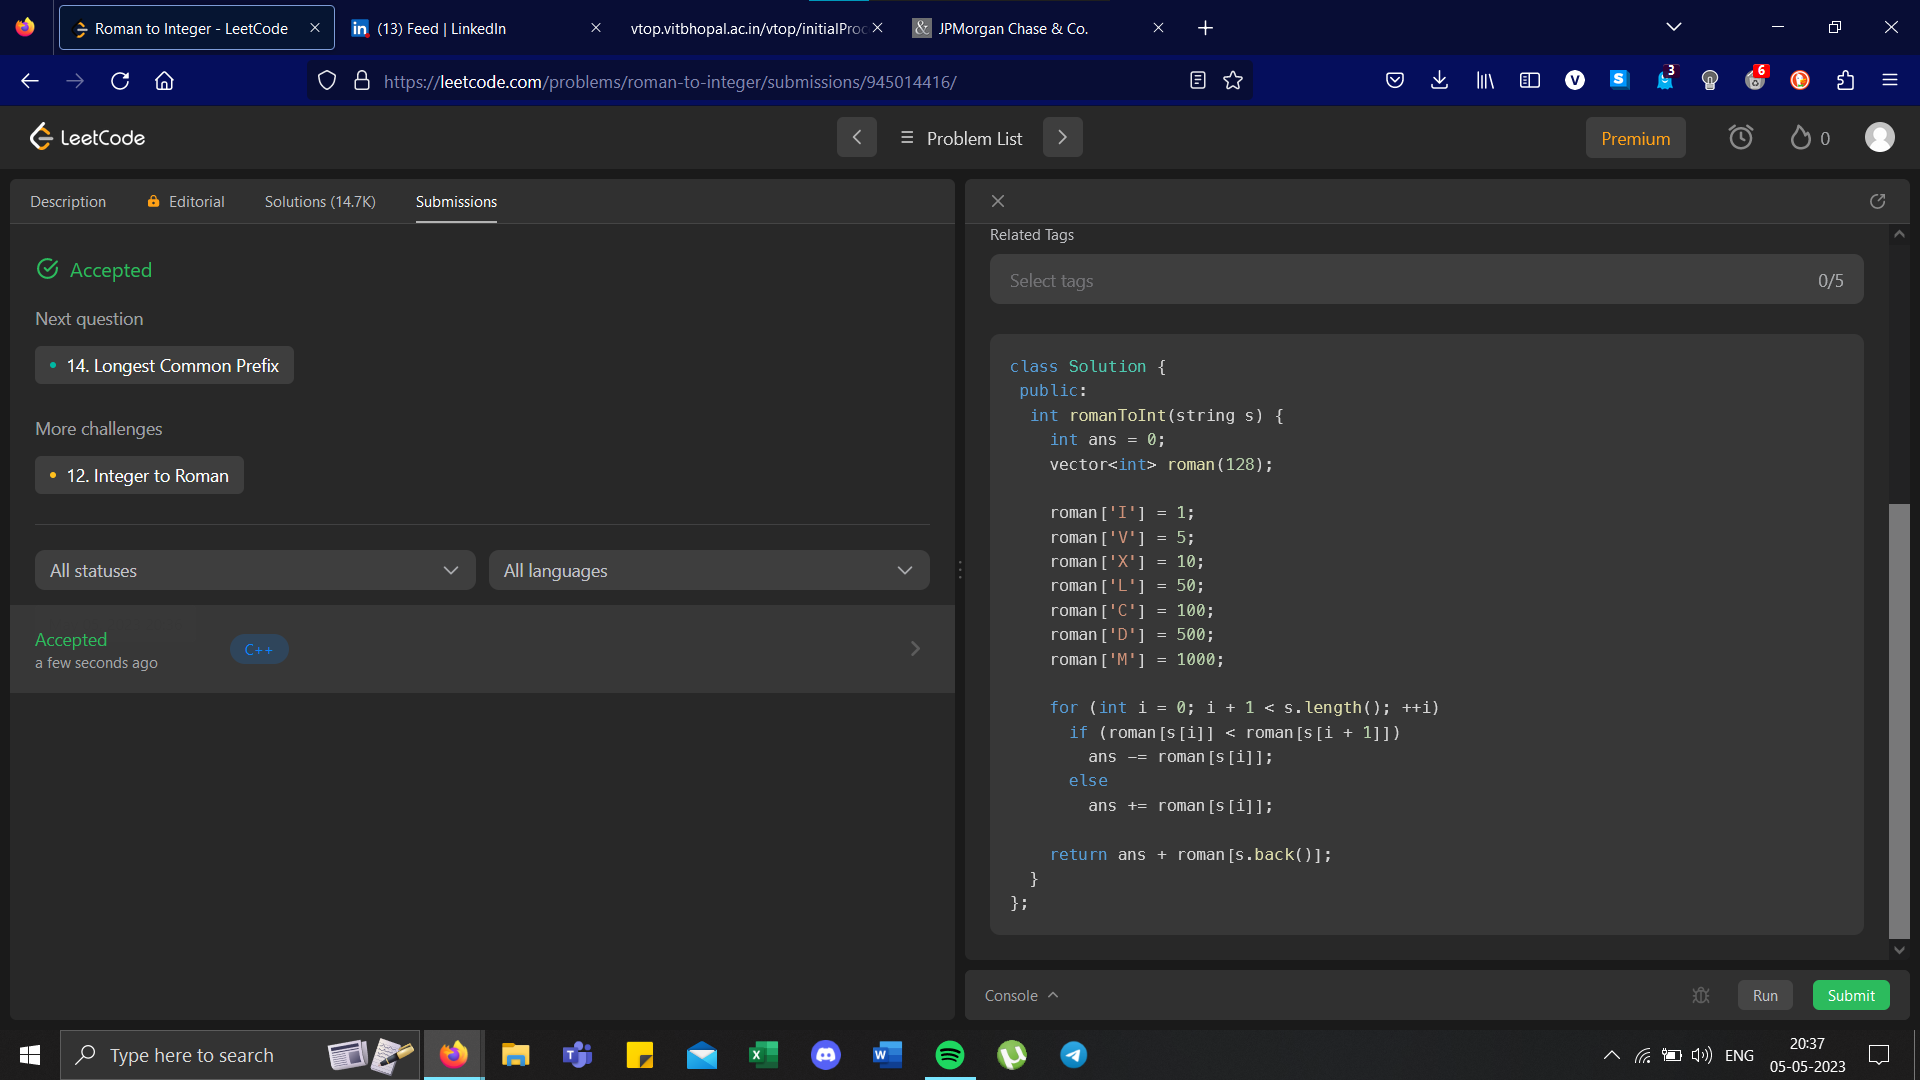 Roman to Integer - LeetCode
(13) Feed | LinkedIn
vtop.vitbhopal.ac.in/vtop/initialProc
JPMorgan Chase & Co.
https://leetcode.com/problems/roman-to-integer/submissions/945014416/
3
6
LeetCode
Problem List
Premium
0
Description
Editorial
Solutions (14.7K)
Submissions
Accepted
Next question
14. Longest Common Prefix
More challenges
12. Integer to Roman
All statuses
All languages
Accepted
a few seconds ago
C++
Related Tags
Select tags
0/5
class Solution {
public:
int romanToInt(string s) {
int ans = 0;
vector<int> roman(128);
roman['I'] = 1;
roman['V'] = 5;
roman['X'] = 10;
roman['L'] = 50;
roman['C'] = 100;
roman['D'] = 500;
roman['M'] = 1000;
for (int i = 0; i + 1 < s.length(); ++i)
if (roman[s[i]] < roman[s[i + 1]])
ans -= roman[s[i]];
else
ans += roman[s[i]];
return ans + roman[s.back()];
}
};
Console
Run
Submit
Type here to search
ENG
20:37
05-05-2023